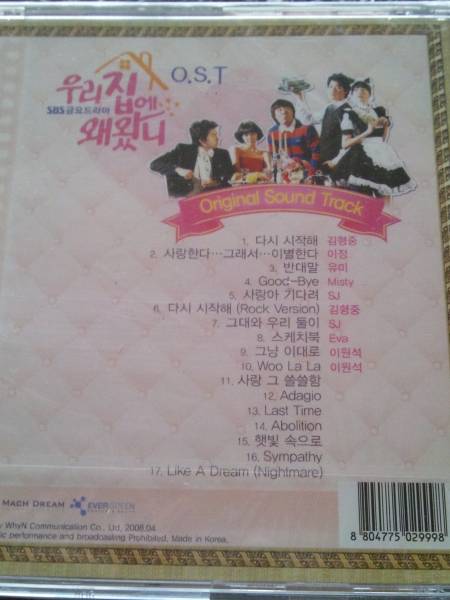 우리 집에 왜왔니
O.S.T
SBS 금요드라마
Original Sound Track
1. 다시 시작해 김형중
2. 사랑한다...그래서...이별한다 이정
3. 반대말 유미
4. Good-Bye Misty
5. 사랑아 기다려 SJ
6. 다시 시작해 (Rock Version) 김형중
7. 그대와 우리 둘이 SJ
8. 스케치북 Eva
9. 그냥 이대로 이원석
10. Woo La La 이원석
11. 사랑 그 쓸쓸함
12. Adagio
13. Last Time
14. Abolition
15. 햇빛 속으로
16. Sympathy
17. Like A Dream (Nightmare)
MACH DREAM
EVERGREEN
WhyN Communication Co., Ltd, 2008.04
performance and broadcasting Prohibited, Made in Korea.
8 804775 029998